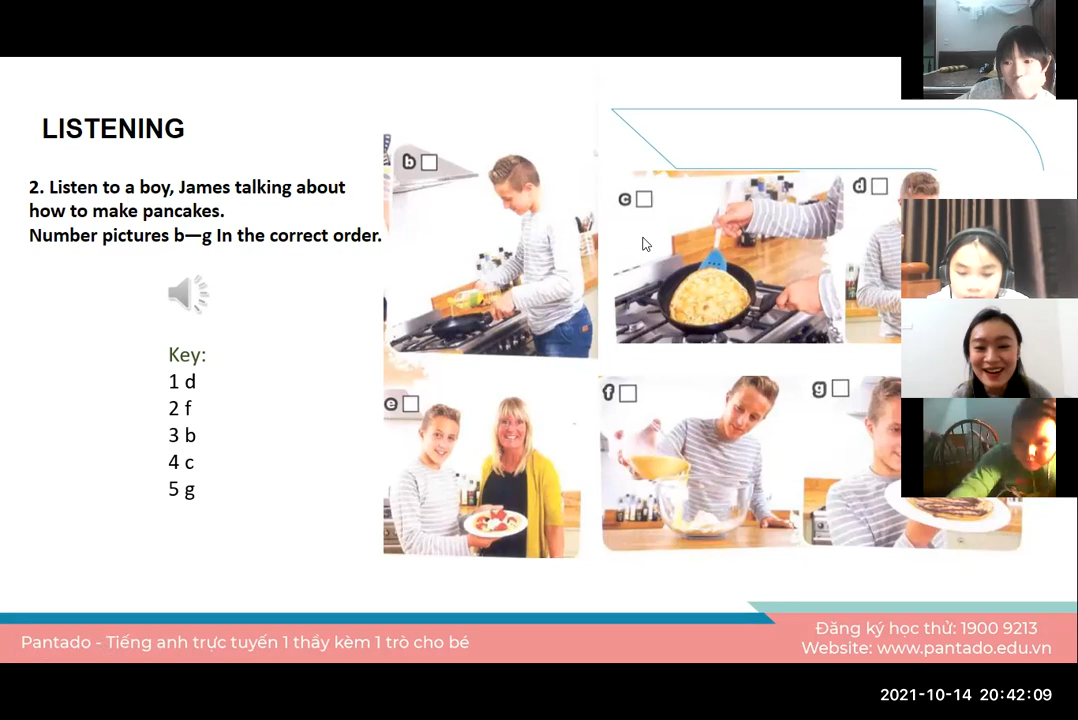 LISTENING
2. Listen to a boy, James talking about
how to make pancakes.
Number pictures b—g In the correct order.
Key:
1 d
2 f
3 b
4 c
5 g
b
c
d
e
f
g
Pantado - Tiếng anh trực tuyến 1 thầy kèm 1 trò cho bé
Đăng ký học thử: 1900 9213
Website: www.pantado.edu.vn
2021-10-14 20:42:09